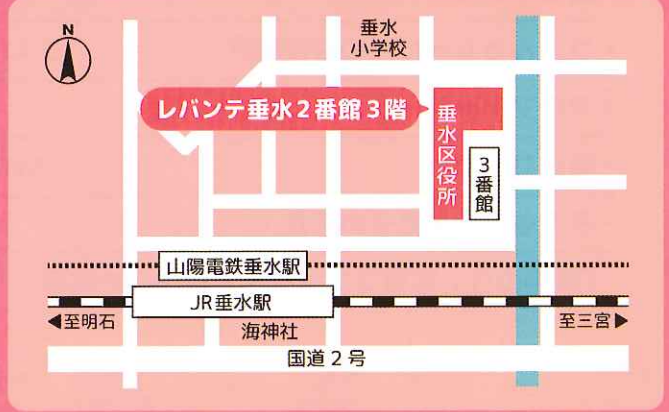 N
垂水
小学校
レバンテ垂水2番館3階
垂水区役所
3番館
山陽電鉄垂水駅
JR垂水駅
◀至明石
海神社
至三宮▶
国道2号